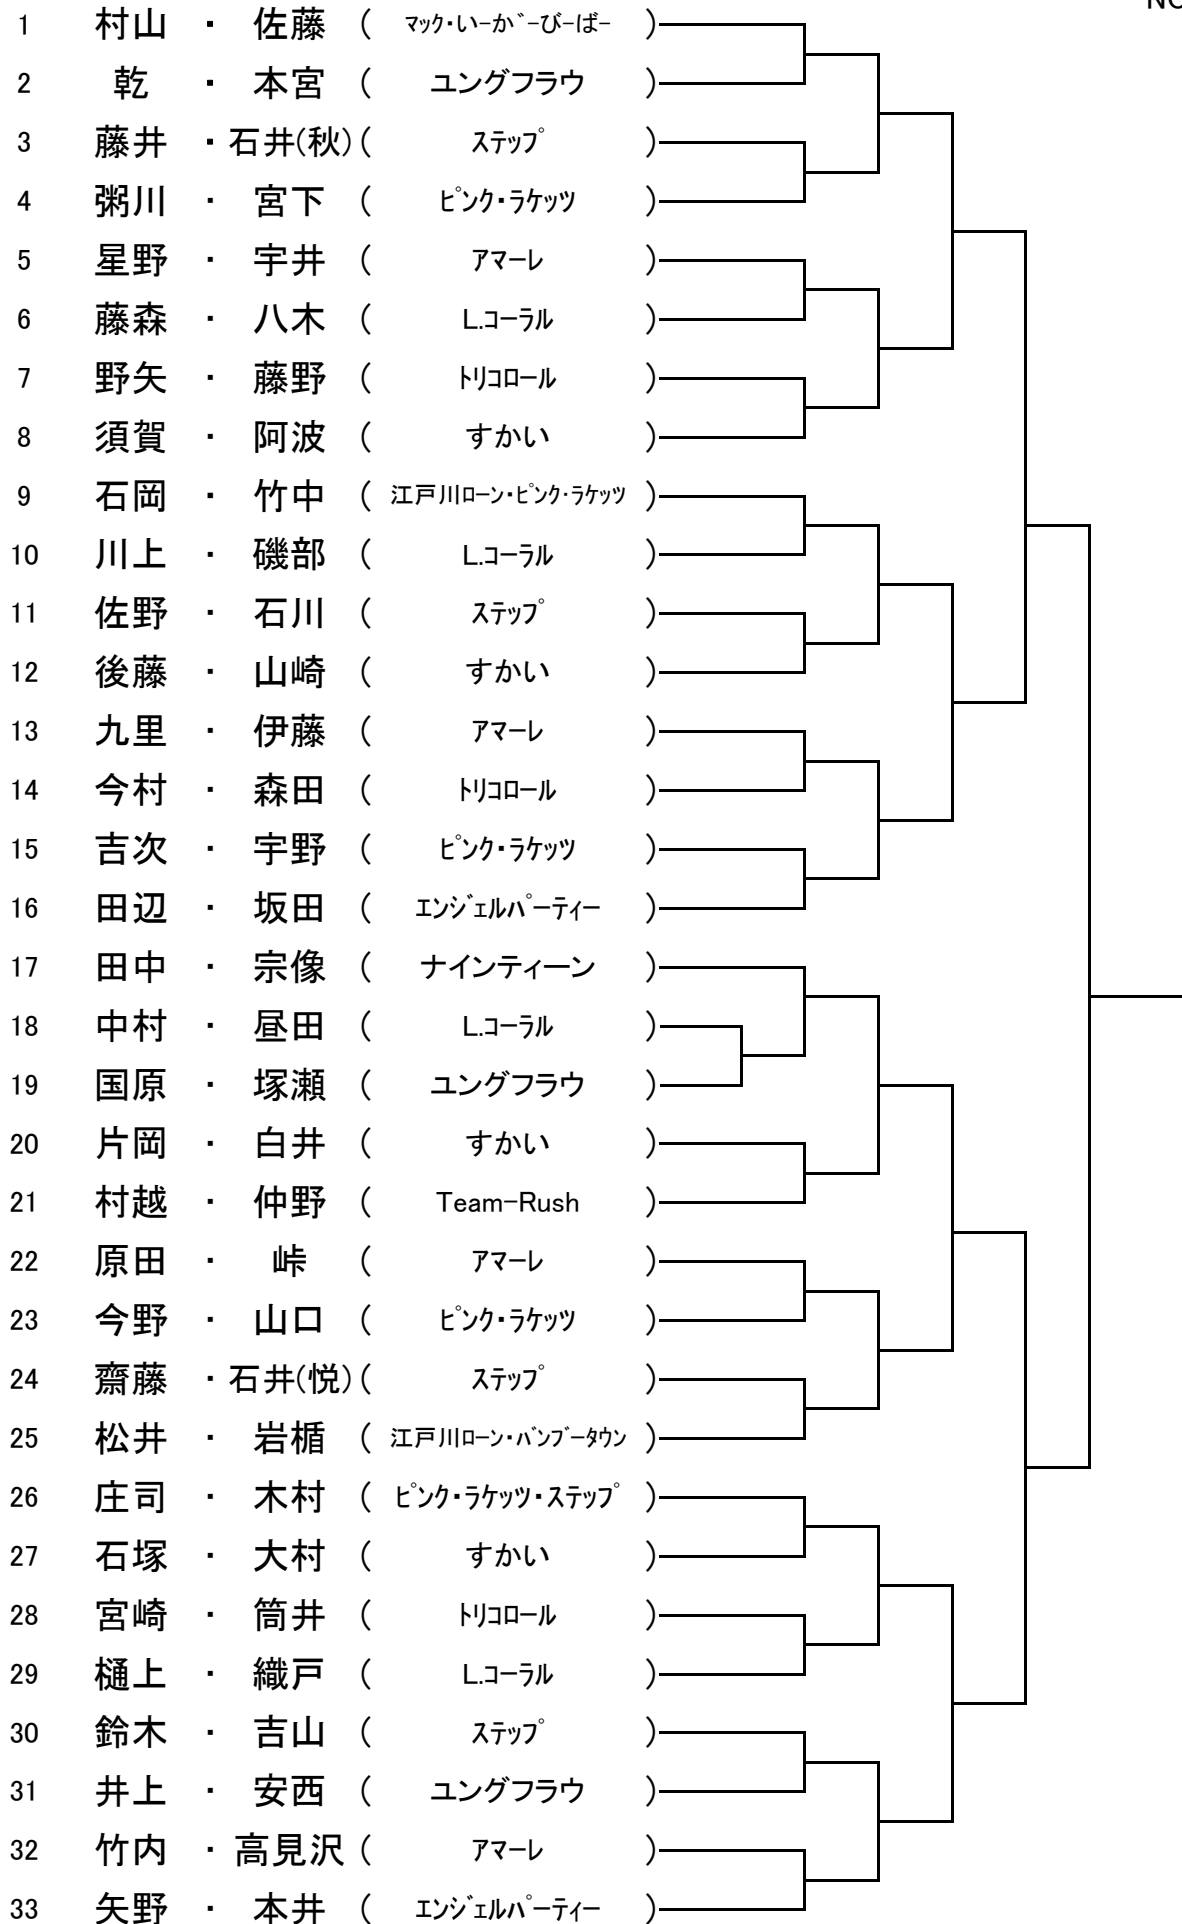 NO
1 村山 ・ 佐藤 ( ﾏｯｸ・い-か゛-び-ば- )
2 乾 ・ 本宮 ( ユングフラウ )
3 藤井 ・ 石井(秋) ( ｽﾃｯﾌﾟ )
4 粥川 ・ 宮下 ( ﾋﾟﾝｸ・ﾗｹｯﾂ )
5 星野 ・ 宇井 ( ｱﾏｰﾚ )
6 藤森 ・ 八木 ( L.ｺｰﾗﾙ )
7 野矢 ・ 藤野 ( ﾄﾘｺﾛｰﾙ )
8 須賀 ・ 阿波 ( すかい )
9 石岡 ・ 竹中 ( 江戸川ﾛｰﾝ・ﾋﾟﾝｸ・ﾗｹｯﾂ )
10 川上 ・ 磯部 ( L.ｺｰﾗﾙ )
11 佐野 ・ 石川 ( ｽﾃｯﾌﾟ )
12 後藤 ・ 山崎 ( すかい )
13 九里 ・ 伊藤 ( ｱﾏｰﾚ )
14 今村 ・ 森田 ( ﾄﾘｺﾛｰﾙ )
15 吉次 ・ 宇野 ( ﾋﾟﾝｸ・ﾗｹｯﾂ )
16 田辺 ・ 坂田 ( ｴﾝｼﾞｪﾙﾊﾟｰﾃｨｰ )
17 田中 ・ 宗像 ( ナインティーン )
18 中村 ・ 昼田 ( L.ｺｰﾗﾙ )
19 国原 ・ 塚瀬 ( ユングフラウ )
20 片岡 ・ 白井 ( すかい )
21 村越 ・ 仲野 ( Team-Rush )
22 原田 ・ 峠 ( ｱﾏｰﾚ )
23 今野 ・ 山口 ( ﾋﾟﾝｸ・ﾗｹｯﾂ )
24 齋藤 ・ 石井(悦) ( ｽﾃｯﾌﾟ )
25 松井 ・ 岩楯 ( 江戸川ﾛｰﾝ・ﾊﾞﾝﾌﾞｰﾀｳﾝ )
26 庄司 ・ 木村 ( ﾋﾟﾝｸ・ﾗｹｯﾂ・ｽﾃｯﾌﾟ )
27 石塚 ・ 大村 ( すかい )
28 宮崎 ・ 筒井 ( ﾄﾘｺﾛｰﾙ )
29 樋上 ・ 織戸 ( L.ｺｰﾗﾙ )
30 鈴木 ・ 吉山 ( ｽﾃｯﾌﾟ )
31 井上 ・ 安西 ( ユングフラウ )
32 竹内 ・ 高見沢 ( ｱﾏｰﾚ )
33 矢野 ・ 本井 ( ｴﾝｼﾞｪﾙﾊﾟｰﾃｨｰ )